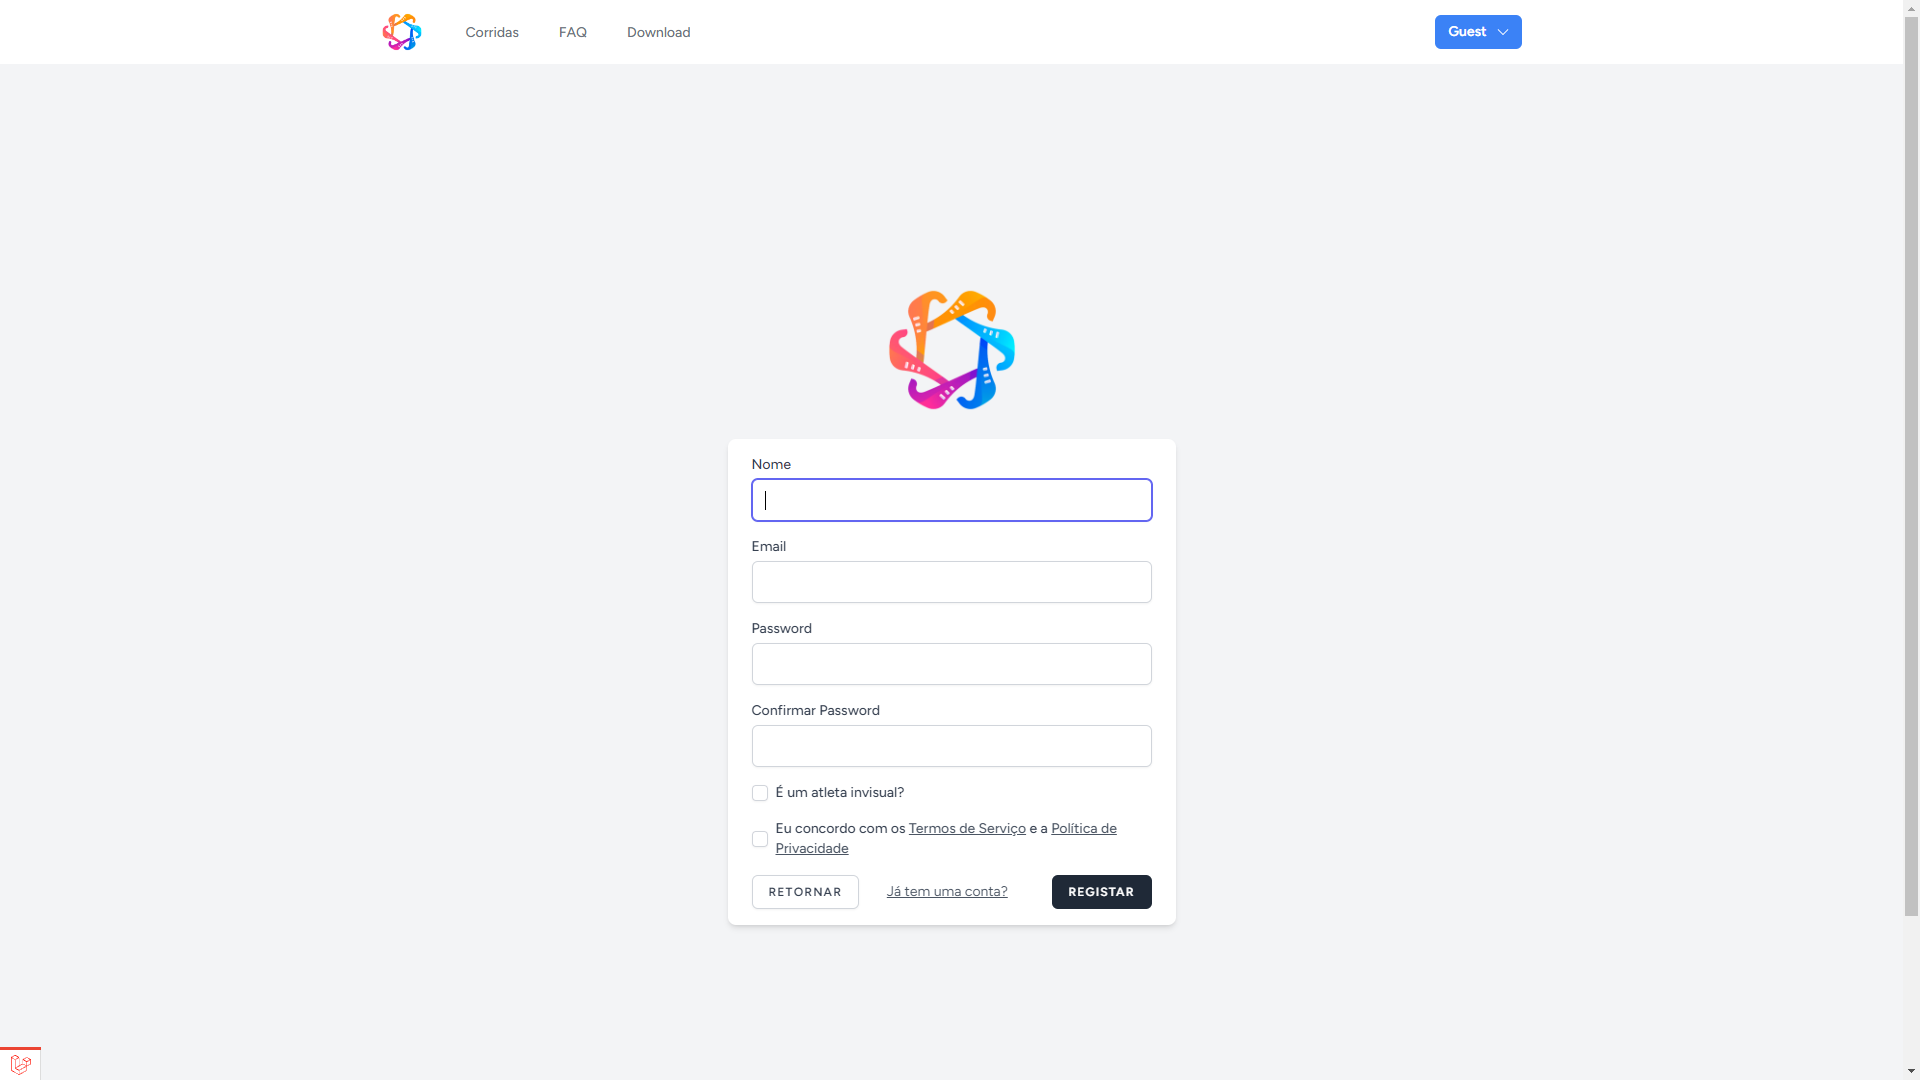 Corridas
FAQ
Download
Guest
Nome
Email
Password
Confirmar Password
É um atleta invisual?
Eu concordo com os Termos de Serviço e a Política de
Privacidade
RETORNAR
Já tem uma conta?
REGISTAR